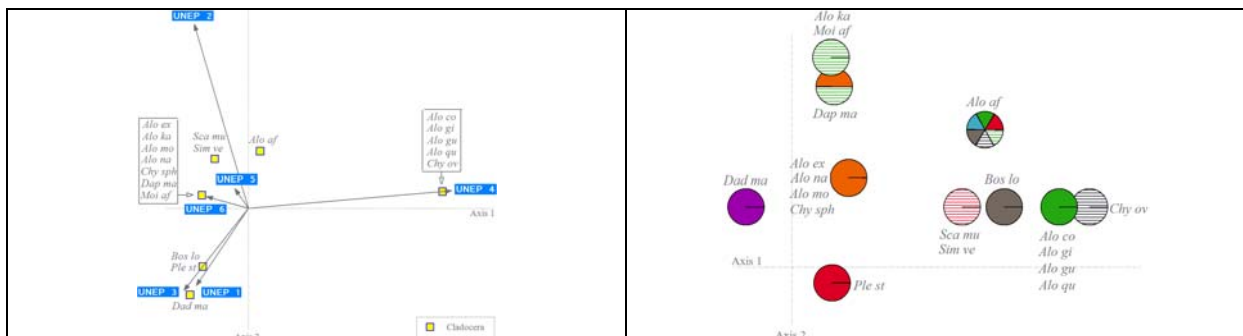 UNEP 2
Alo ex
Alo ka
Alo mo
Alo na
Chy sph
Dap ma
Moi af
Sca mu
Sim ve
Alo af
Alo co
Alo gi
Alo gu
Alo qu
Chy ov
UNEP 5
UNEP 4
UNEP 6
Axis 1
Bos lo
Ple st
UNEP 3
UNEP 1
Dad ma
Cladocera
Alo ka
Moi af
Dap ma
Alo af
Dad ma
Alo ex
Alo na
Alo mo
Chy sph
Bos lo
Sca mu
Sim ve
Chy ov
Alo co
Alo gi
Alo gu
Alo qu
Axis 1
Ple st
Axis 2